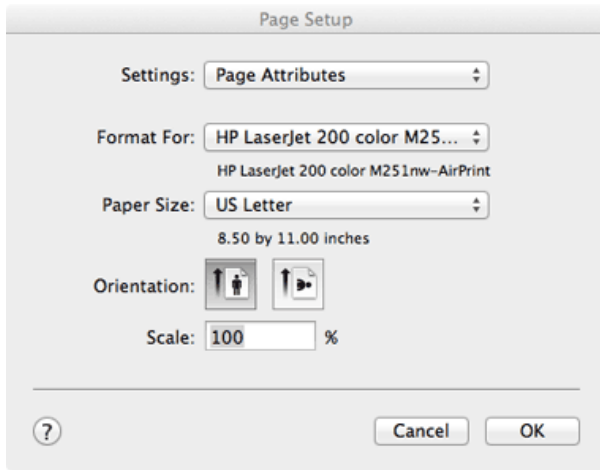 Page Setup
Settings: Page Attributes
Format For: HP LaserJet 200 color M25...
HP LaserJet 200 color M251nw-AirPrint
Paper Size: US Letter
8.50 by 11.00 inches
Orientation:
Scale: 100 %
? Cancel OK